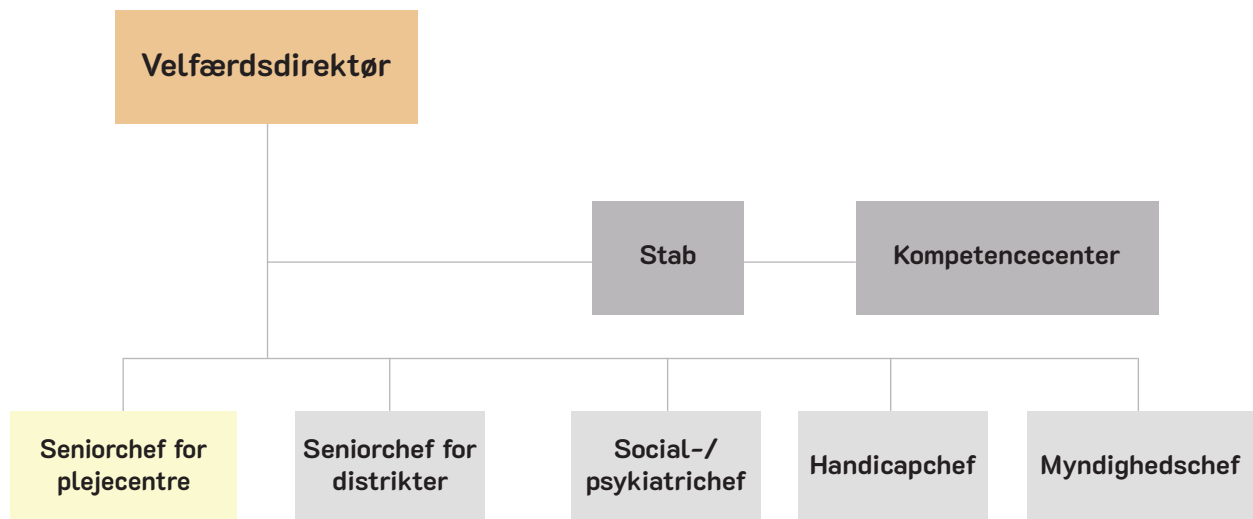 Velfærdsdirektør
Stab
Kompetencecenter
Seniorchef for
plejecentre
Seniorchef for
distrikter
Social-/
psykiatrichef
Handicapchef
Myndighedschef